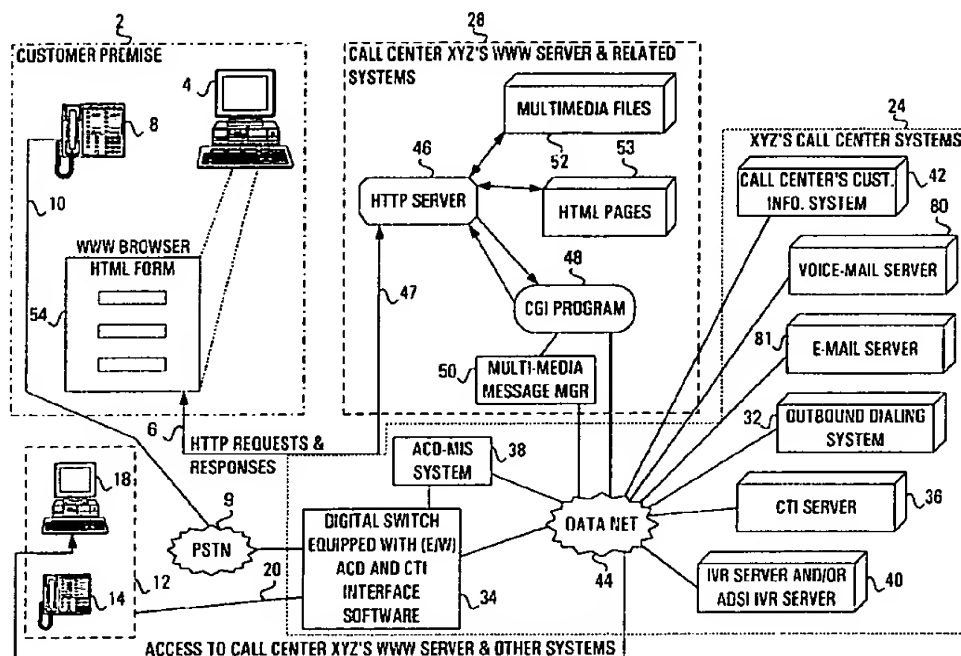 2
CUSTOMER PREMISE
4
8
10
WWW BROWSER
HTML FORM
54
6
HTTP REQUESTS &
RESPONSES
28
CALL CENTER XYZ'S WWW SERVER & RELATED
SYSTEMS
MULTIMEDIA FILES
52
46
53
HTTP SERVER
HTML PAGES
47
48
CGI PROGRAM
50
MULTI-MEDIA
MESSAGE MGR
24
XYZ'S CALL CENTER SYSTEMS
CALL CENTER'S CUST.
INFO. SYSTEM
42
80
VOICE-MAIL SERVER
81
E-MAIL SERVER
32
OUTBOUND DIALING
SYSTEM
CTI SERVER
36
IVR SERVER AND/OR
ADSI IVR SERVER
40
ACD-MIS
SYSTEM
38
DATA NET
44
DIGITAL SWITCH
EQUIPPED WITH (E/W)
ACD AND CTI
INTERFACE
SOFTWARE
34
9
PSTN
18
12
14
20
ACCESS TO CALL CENTER XYZ'S WWW SERVER & OTHER SYSTEMS